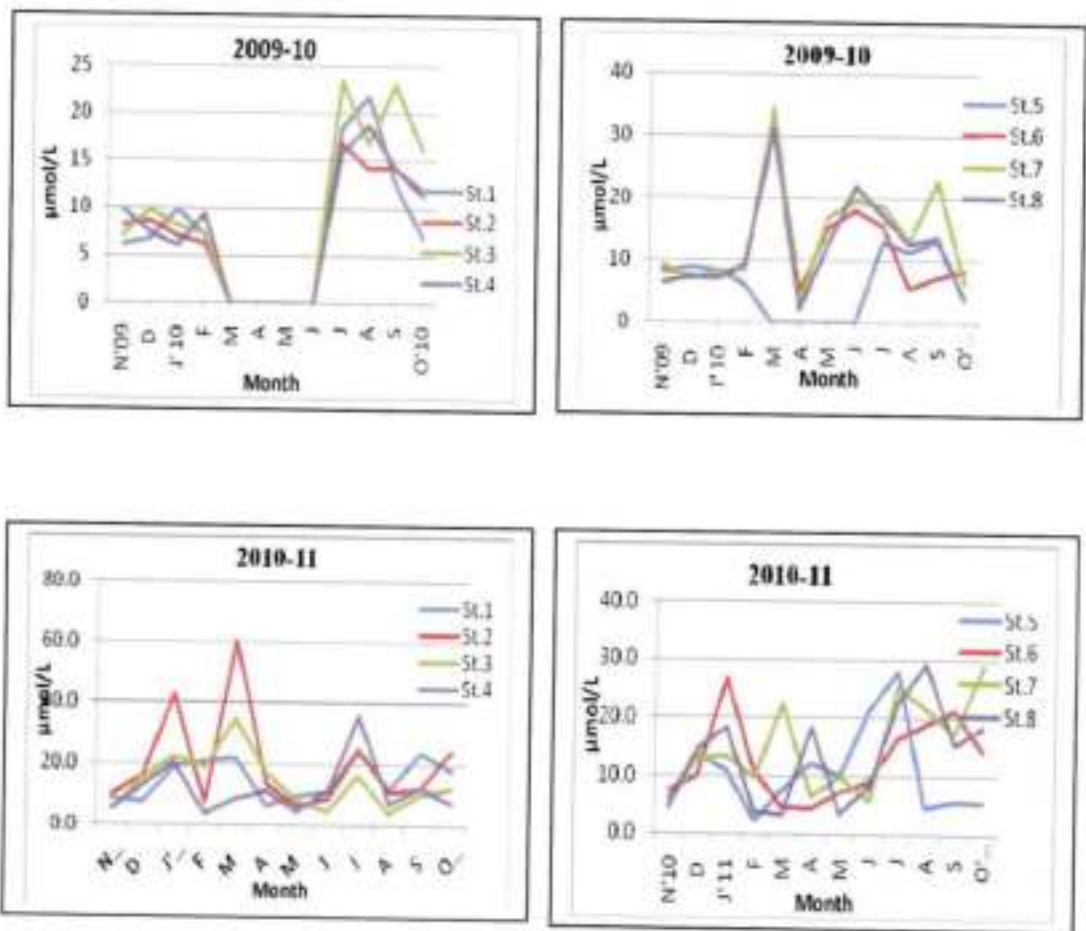 2009-10
25
20
15
10
5
0
µmol/L
N'09
D
J'10
F
M
A
M
J
J
A
S
O'10
Month
St.1
St.2
St.3
St.4
2009-10
40
30
20
10
0
µmol/L
N'09
D
J'10
F
M
A
M
J
J
A
S
O'...
Month
St.5
St.6
St.7
St.8
2010-11
80.0
60.0
40.0
20.0
0.0
µmol/L
N...
D
J'...
F
M
A
M
J
J
A
S
O...
Month
St.1
St.2
St.3
St.4
2010-11
40.0
30.0
20.0
10.0
0.0
µmol/L
N'10
D
J'11
F
M
A
M
J
J
A
S
O'...
Month
St.5
St.6
St.7
St.8